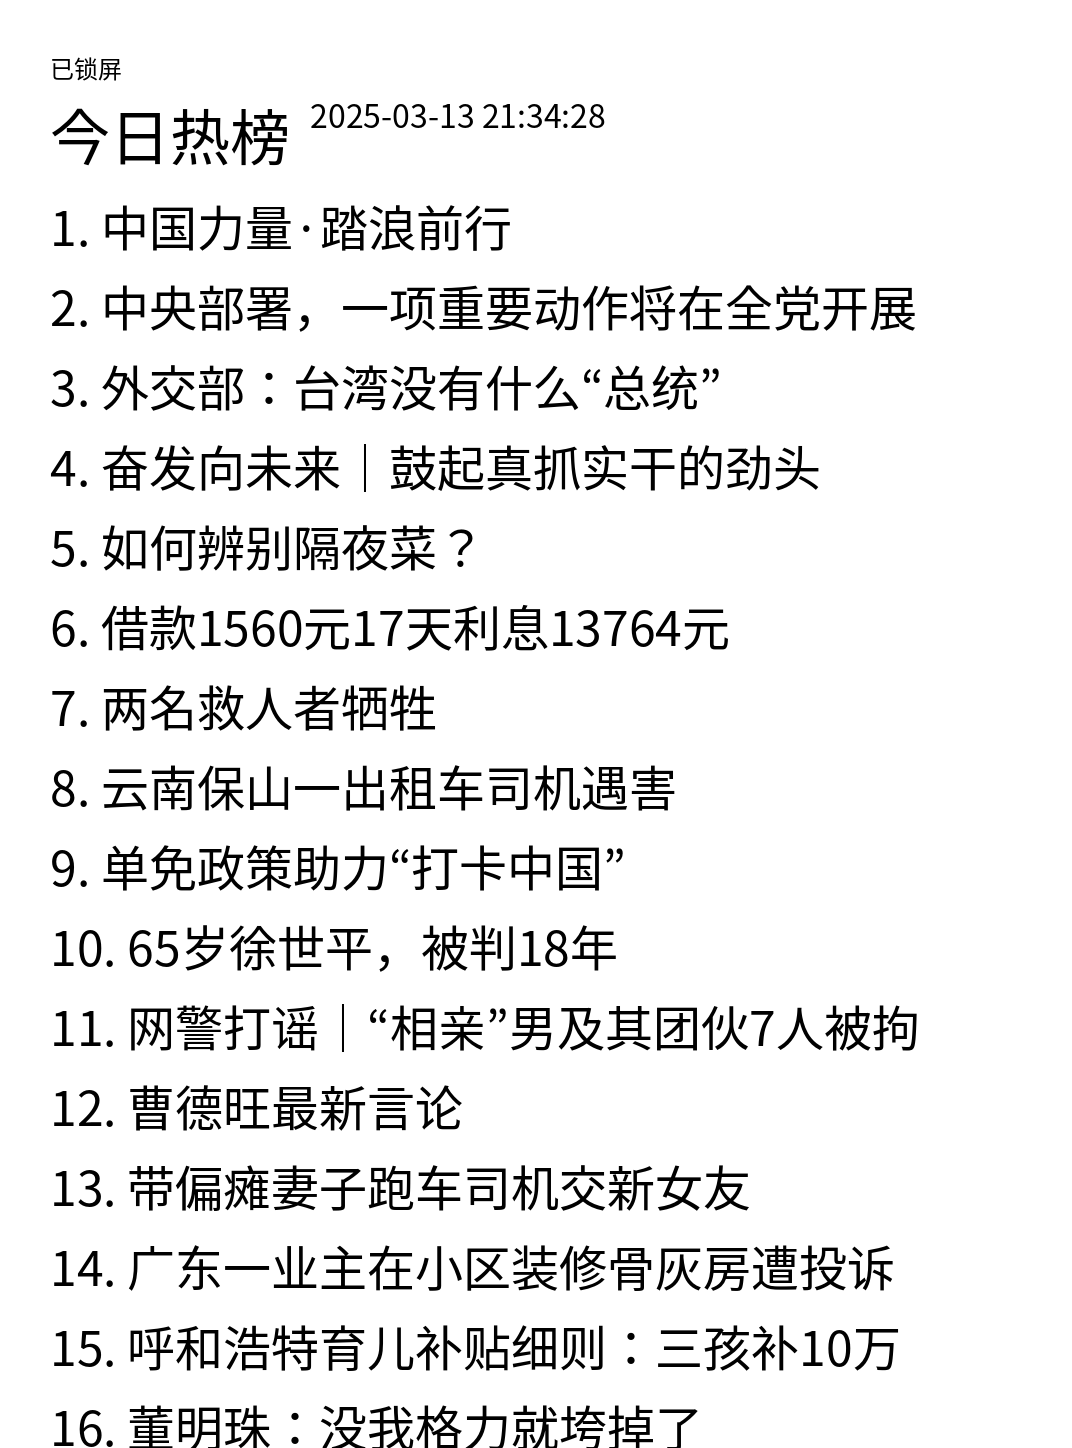 已锁屏
今日热榜 2025-03-13 21:34:28
1. 中国力量·踏浪前行
2. 中央部署，一项重要动作将在全党开展
3. 外交部：台湾没有什么“总统”
4. 奋发向未来｜鼓起真抓实干的劲头
5. 如何辨别隔夜菜？
6. 借款1560元17天利息13764元
7. 两名救人者牺牲
8. 云南保山一出租车司机遇害
9. 单免政策助力“打卡中国”
10. 65岁徐世平，被判18年
11. 网警打谣｜“相亲”男及其团伙7人被拘
12. 曹德旺最新言论
13. 带偏瘫妻子跑车司机交新女友
14. 广东一业主在小区装修骨灰房遭投诉
15. 呼和浩特育儿补贴细则：三孩补10万
16. 董明珠：没我格力就垮掉了